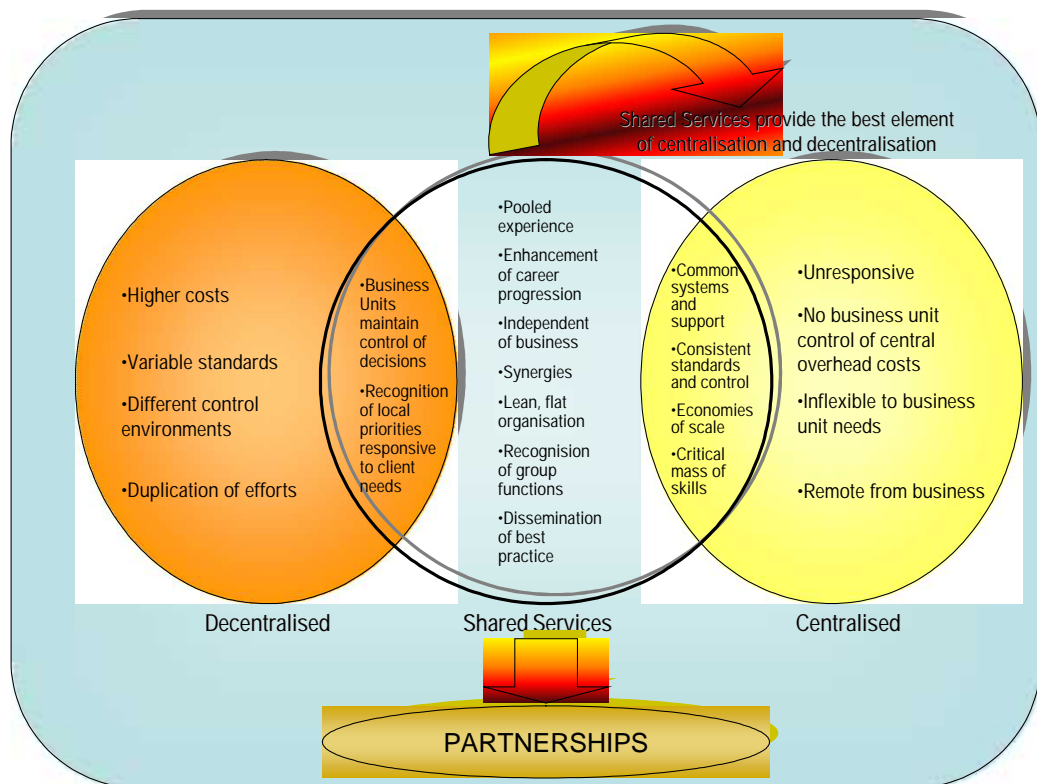 Shared Services provide the best element
of centralisation and decentralisation
•Higher costs
•Variable standards
•Different control
environments
•Duplication of efforts
•Business
Units
maintain
control of
decisions
•Recognition
of local
priorities
responsive
to client
needs
•Pooled
experience
•Enhancement
of career
progression
•Independent
of business
•Synergies
•Lean, flat
organisation
•Recognision
of group
functions
•Dissemination
of best
practice
•Common
systems
and
support
•Consistent
standards
and control
•Economies
of scale
•Critical
mass of
skills
•Unresponsive
•No business unit
control of central
overhead costs
•Inflexible to business
unit needs
•Remote from business
Decentralised
Shared Services
Centralised
PARTNERSHIPS